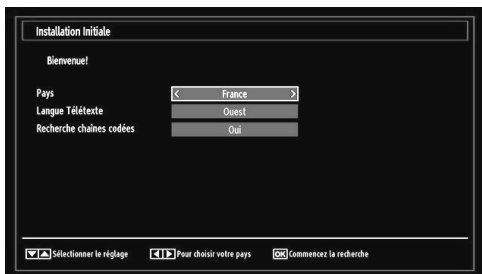 Installation Initiale
Bienvenue!
Pays < France >
Langue Télétexte Ouest
Recherche chaines codées Oui
Sélectionner le réglage Pour choisir votre pays OK Commencez la recherche